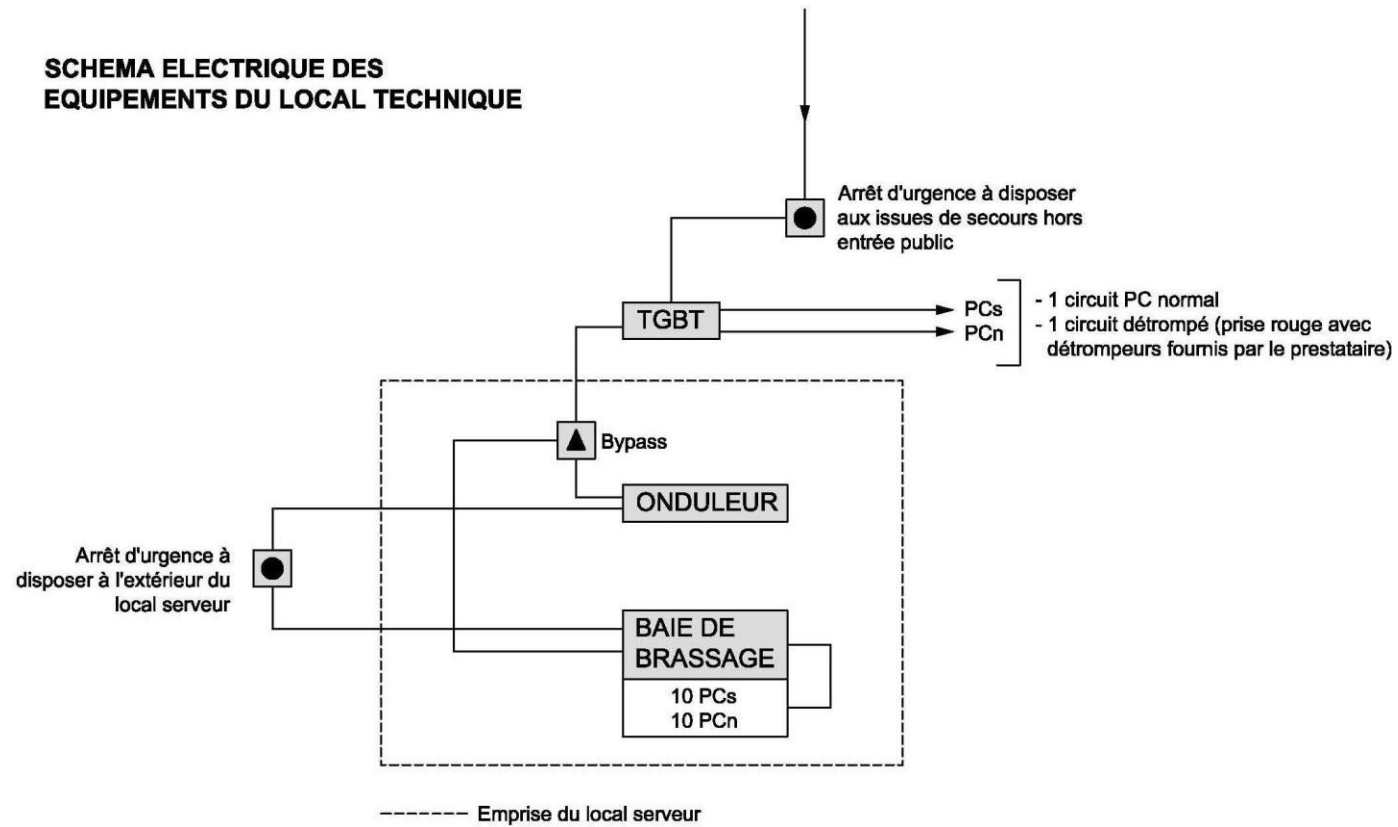 SCHEMA ELECTRIQUE DES
EQUIPEMENTS DU LOCAL TECHNIQUE
Arrêt d'urgence à disposer
aux issues de secours hors
entrée public
TGBT
PCs
PCn
- 1 circuit PC normal
- 1 circuit détrompé (prise rouge avec
détrompeurs fournis par le prestataire)
Bypass
ONDULEUR
Arrêt d'urgence à
disposer à l'extérieur du
local serveur
BAIE DE
BRASSAGE
10 PCs
10 PCn
Emprise du local serveur